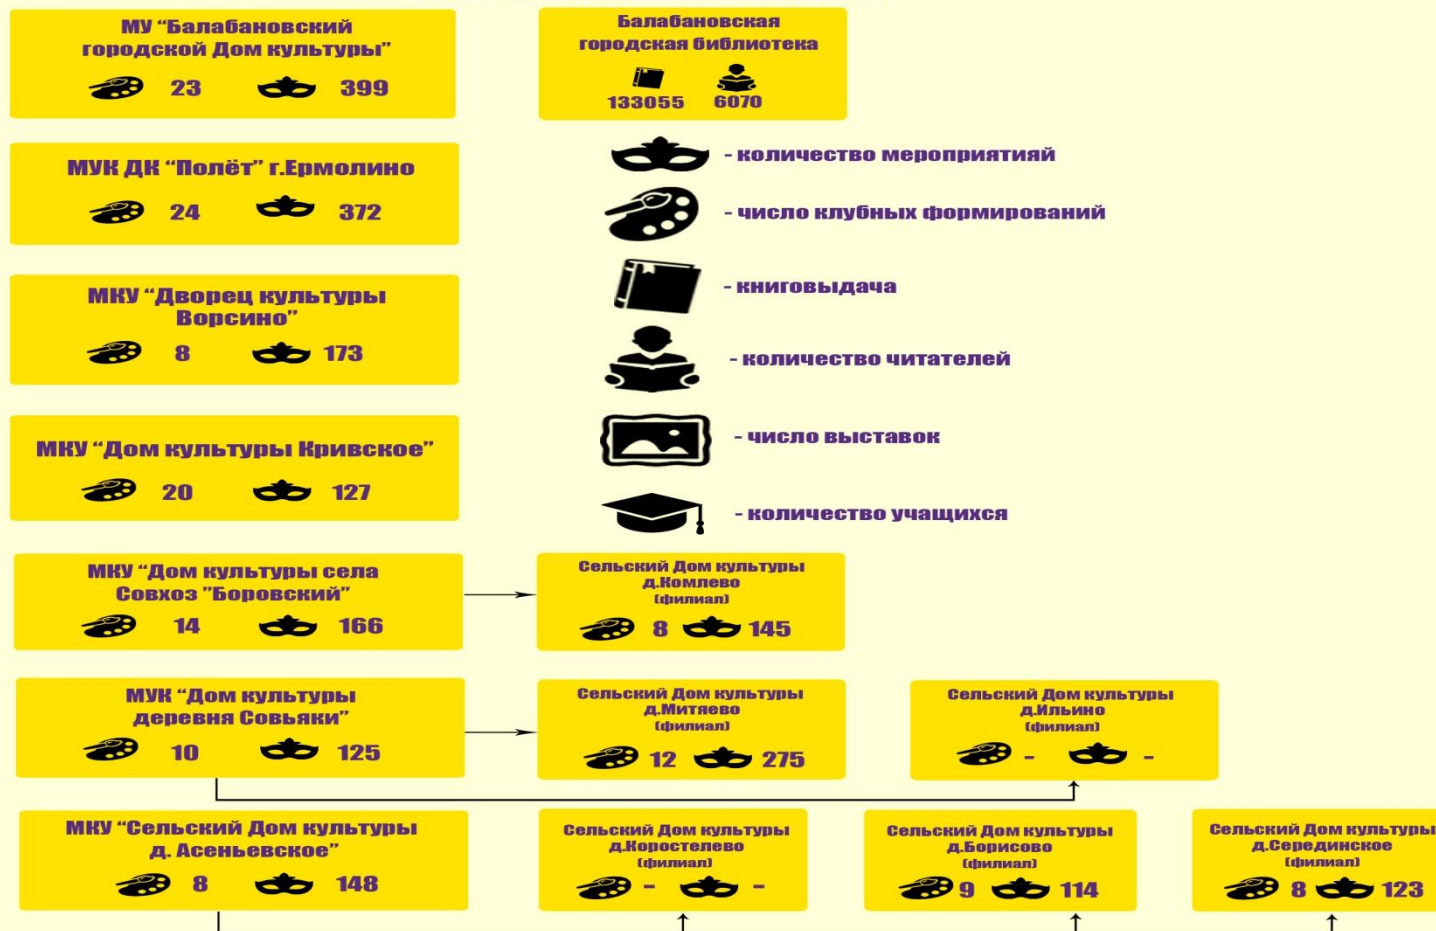 МУ “Балабановский
городской Дом культуры”
23 399
Балабановская
городская библиотека
133055 6070
МУК ДК “Полёт” г.Ермолино
24 372
МКУ “Дворец культуры
Ворсино”
8 173
МКУ “Дом культуры Кривское”
20 127
- количество мероприятияй
- число клубных формирований
- книговыдача
- количество читателей
- число выставок
- количество учащихся
МКУ “Дом культуры села
Совхоз ”Боровский”
14 166
Сельский Дом культуры
д.Комлево
(филиал)
8 145
МУК “Дом культуры
деревня Совьяки”
10 125
Сельский Дом культуры
д.Митяево
(филиал)
12 275
Сельский Дом культуры
д.Ильино
(филиал)
- -
МКУ “Сельский Дом культуры
д. Асеньевское”
8 148
Сельский Дом культуры
д.Коростелево
(филиал)
- -
Сельский Дом культуры
д.Борисово
(филиал)
9 114
Сельский Дом культуры
д.Серединское
(филиал)
8 123